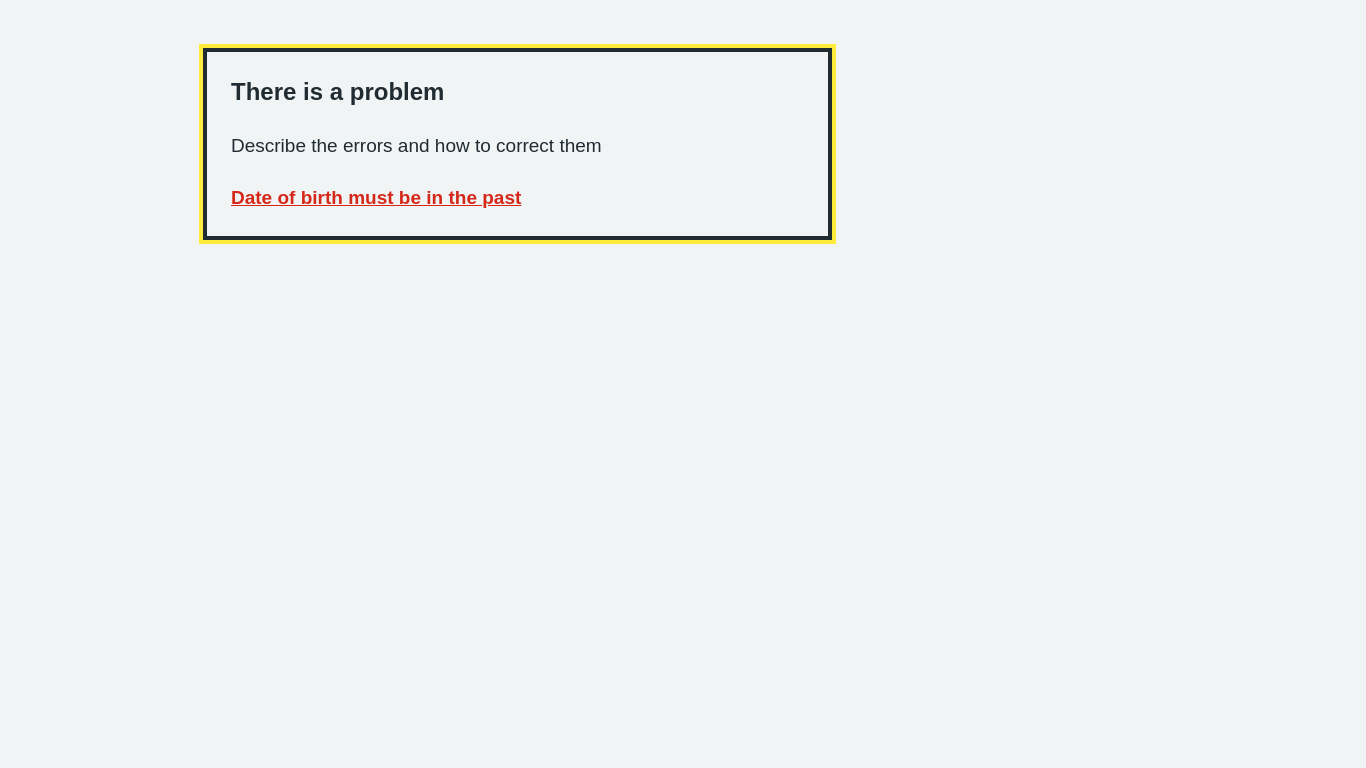 There is a problem
Describe the errors and how to correct them
Date of birth must be in the past